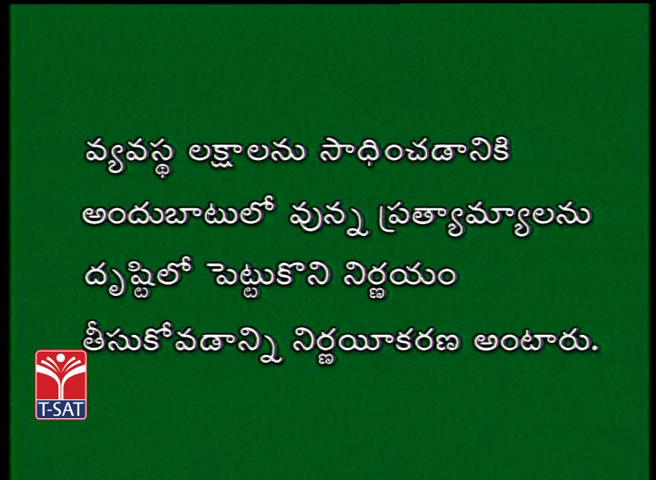 వ్యవస్థ లక్షాలను సాధించడానికి
అందుబాటులో వున్న ప్రత్యామ్యాలను
దృష్టిలో పెట్టుకొని నిర్ణయం
తీసుకోవడాన్ని నిర్ణయీకరణ అంటారు.
T-SAT